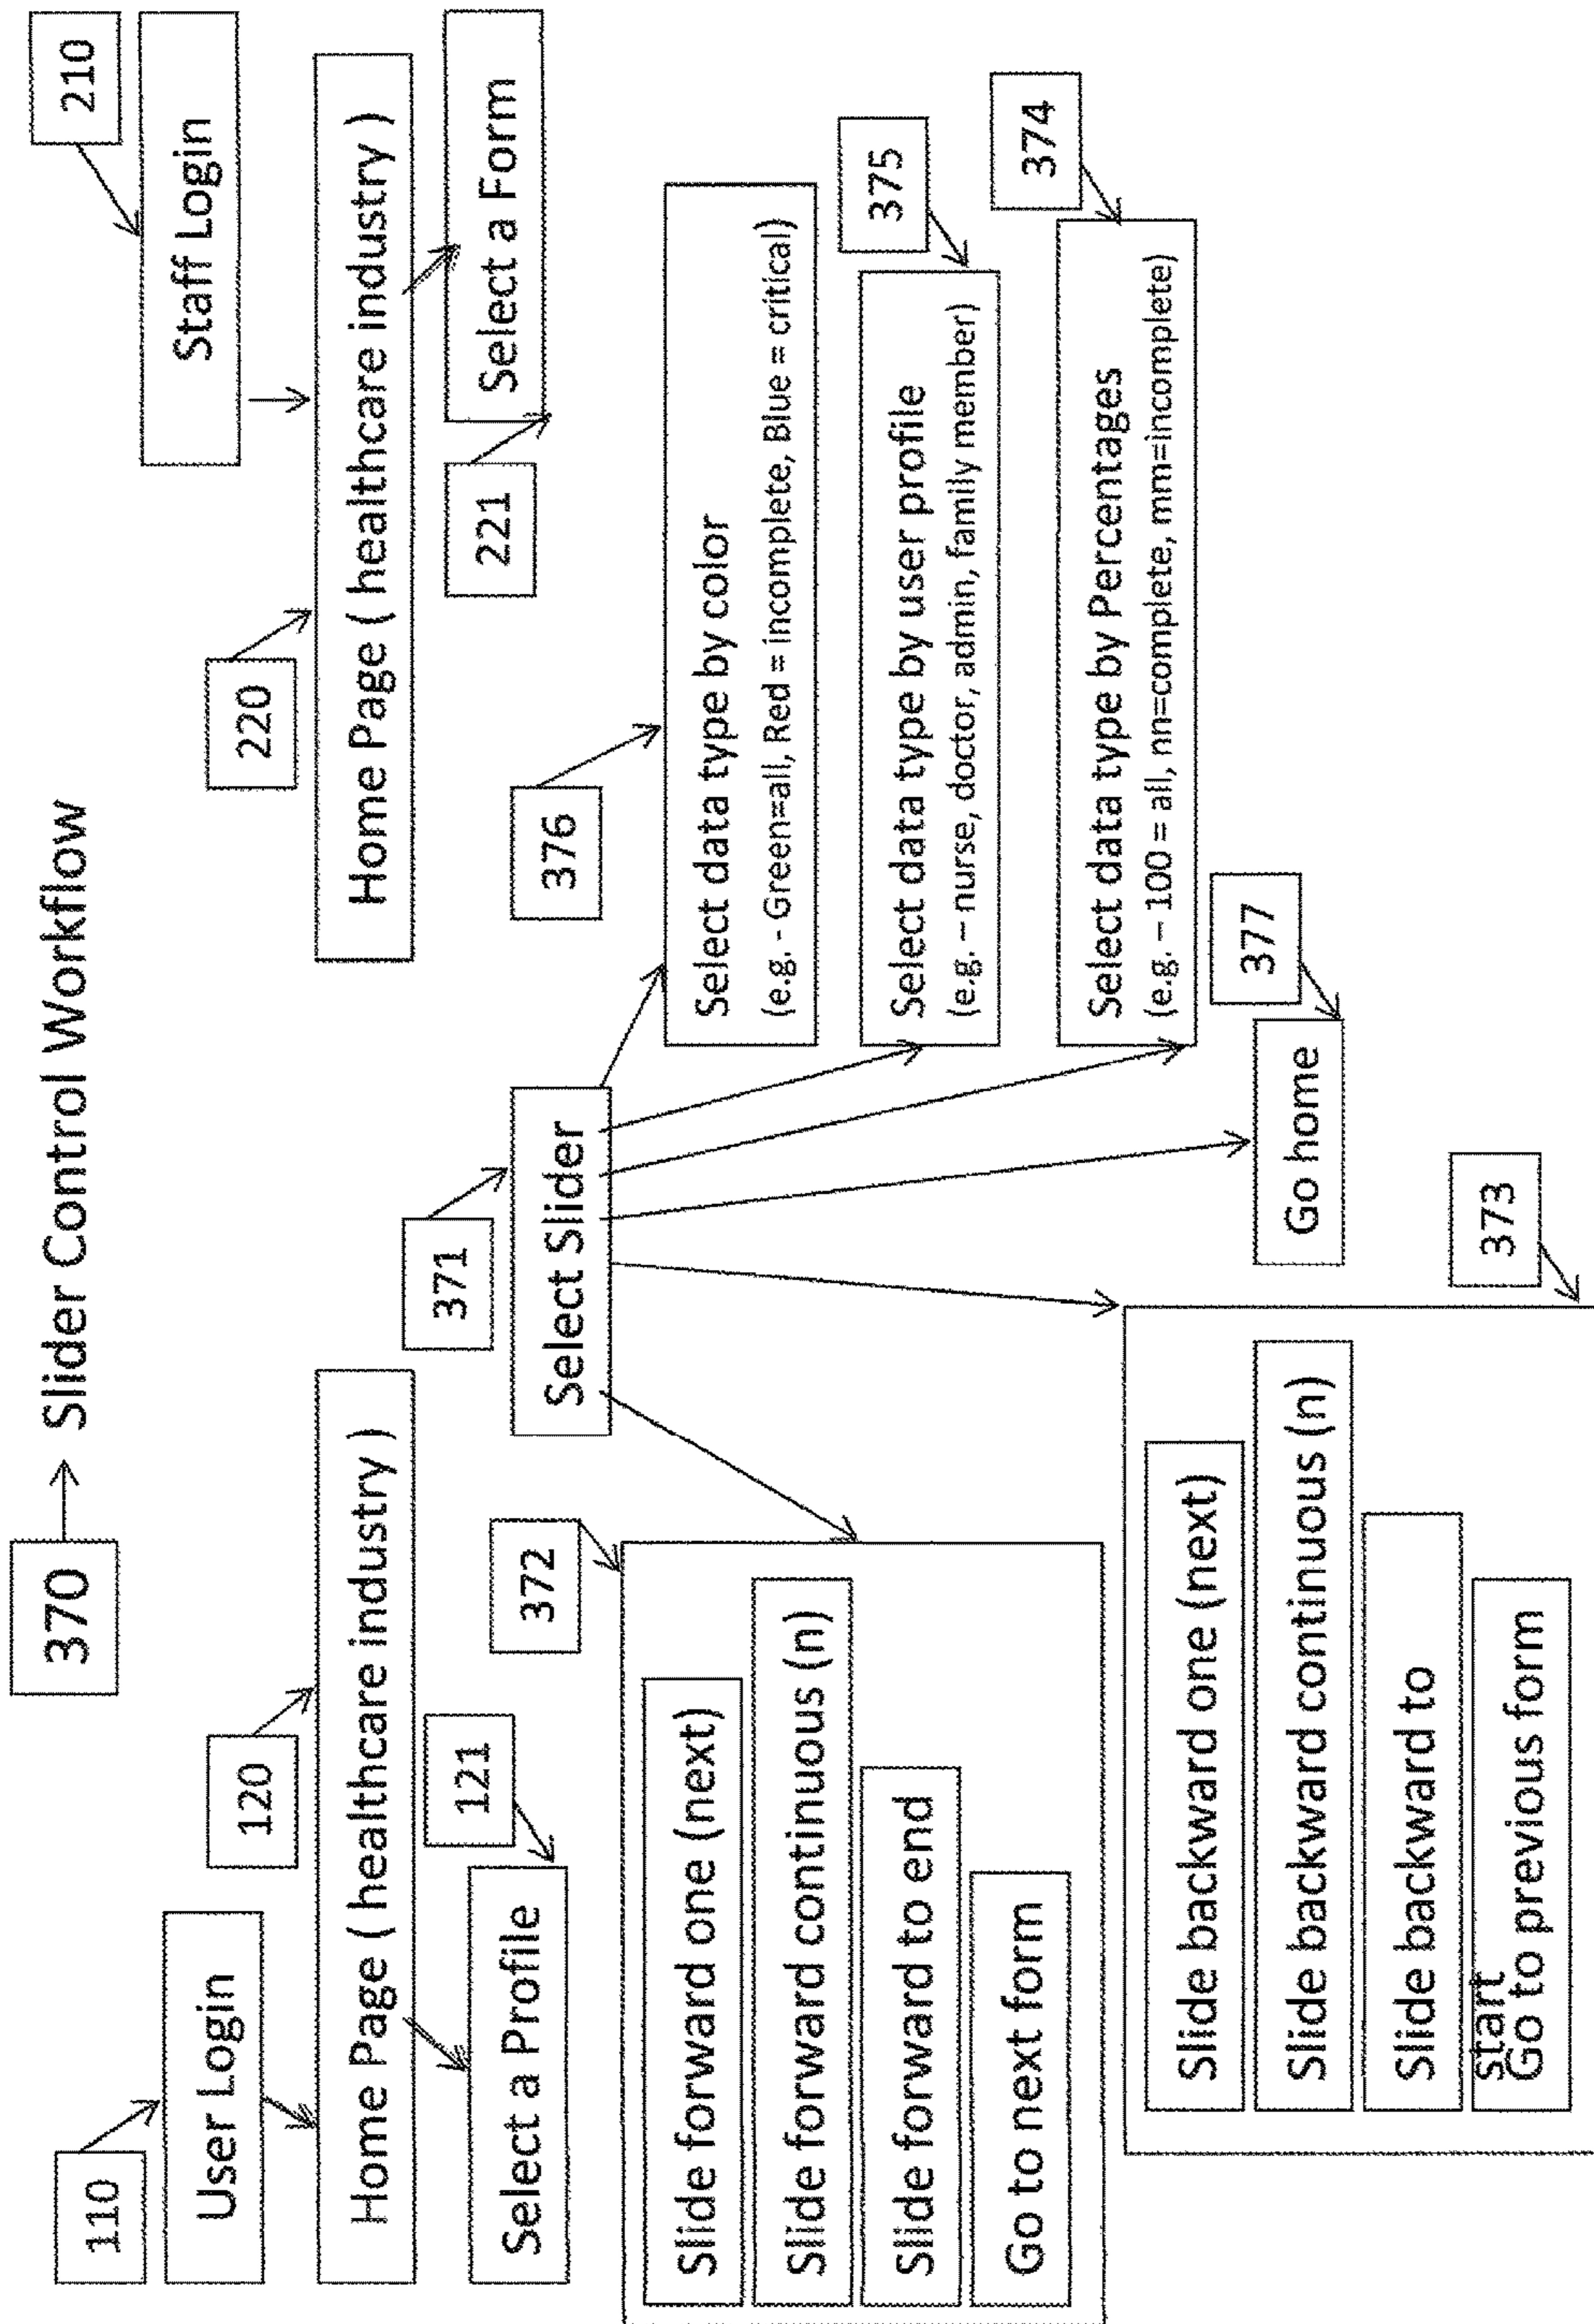 370
Slider Control Workflow
110
User Login
120
Home Page ( healthcare industry )
121
Select a Profile
210
Staff Login
220
Home Page ( healthcare industry )
221
Select a Form
371
Select Slider
372
Slide forward one (next)
Slide forward continuous (n)
Slide forward to end
Go to next form
376
Select data type by color
(e.g. - Green=all, Red = incomplete, Blue = critical)
375
Select data type by user profile
(e.g. – nurse, doctor, admin, family member)
374
Select data type by Percentages
(e.g. – 100 = all, nn=complete, mm=incomplete)
377
Go home
373
Slide backward one (next)
Slide backward continuous (n)
Slide backward to
start
Go to previous form